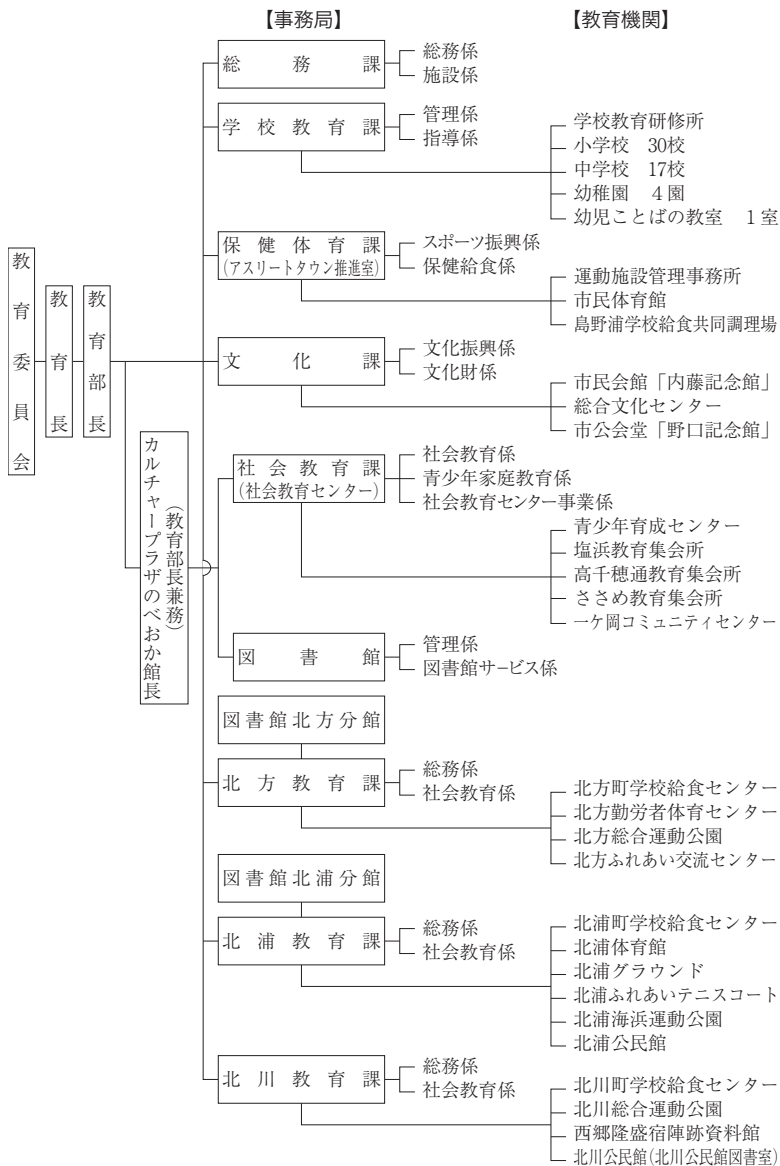 【事務局】
【教育機関】
教育委員会
教育長
教育部長
カルチャープラザのべおか館長
（教育部長兼務）
総務課
総務係
施設係
学校教育課
管理係
指導係
学校教育研修所
小学校　30校
中学校　17校
幼稚園　4園
幼児ことばの教室　1室
保健体育課
（アスリートタウン推進室）
スポーツ振興係
保健給食係
運動施設管理事務所
市民体育館
島野浦学校給食共同調理場
文化課
文化振興係
文化財係
市民会館「内藤記念館」
総合文化センター
市公会堂「野口記念館」
社会教育課
（社会教育センター）
社会教育係
青少年家庭教育係
社会教育センター事業係
青少年育成センター
塩浜教育集会所
高千穂通教育集会所
ささめ教育集会所
一ケ岡コミュニティセンター
図書館
管理係
図書館サービス係
図書館北方分館
北方教育課
総務係
社会教育係
北方町学校給食センター
北方勤労者体育センター
北方総合運動公園
北方ふれあい交流センター
図書館北浦分館
北浦教育課
総務係
社会教育係
北浦町学校給食センター
北浦体育館
北浦グラウンド
北浦ふれあいテニスコート
北浦海浜運動公園
北浦公民館
北川教育課
総務係
社会教育係
北川町学校給食センター
北川総合運動公園
西郷隆盛宿陣跡資料館
北川公民館（北川公民館図書室）